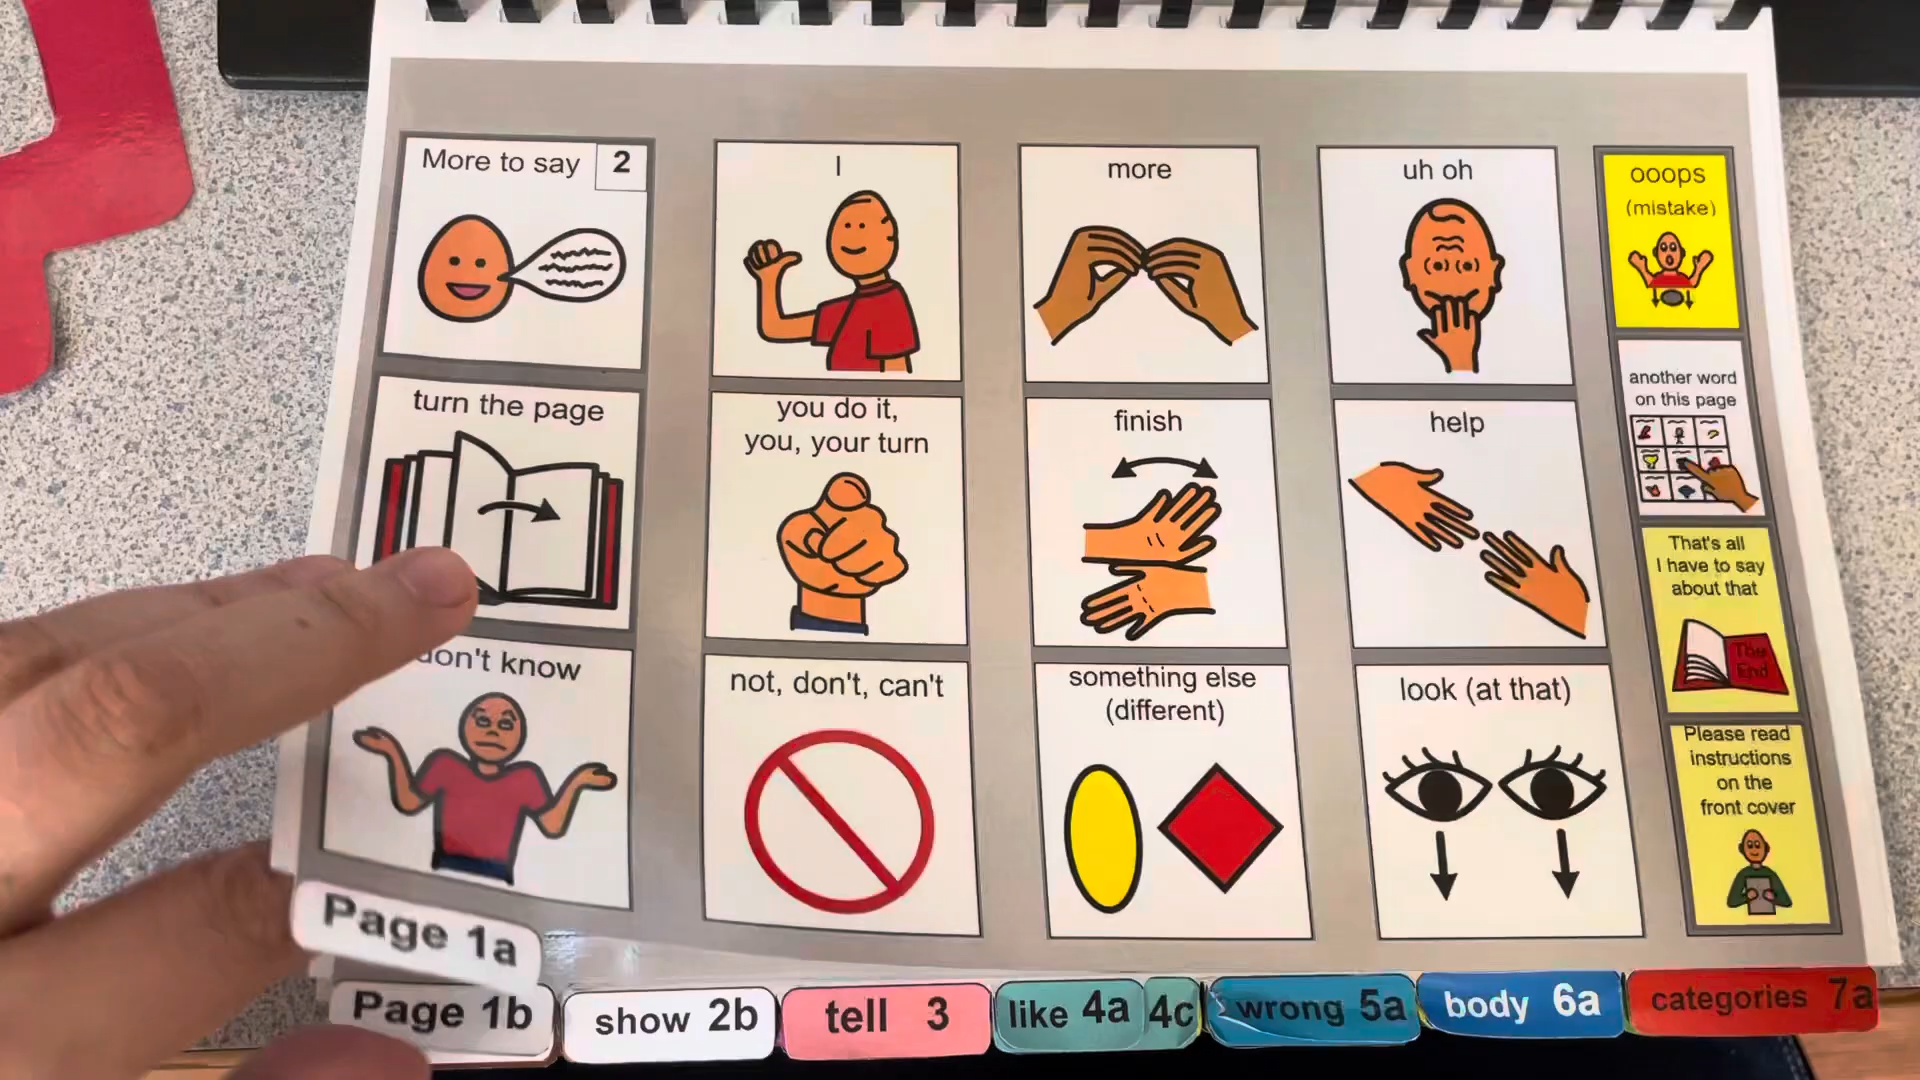 More to say 2
I
more
uh oh
ooops
(mistake)
turn the page
you do it,
you, your turn
finish
help
another word
on this page
That's all
I have to say
about that
The
End
don't know
not, don't, can't
something else
(different)
look (at that)
Please read
instructions
on the
front cover
Page 1a
Page 1b
show 2b
tell 3
like 4a
4c
wrong 5a
body 6a
categories 7a